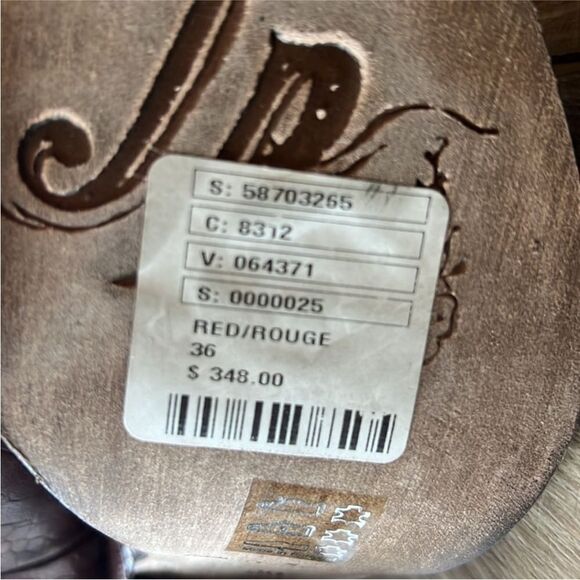 S: 58703265
C: 8312
V: 064371
S: 0000025
RED/ROUGE
36
$ 348.00